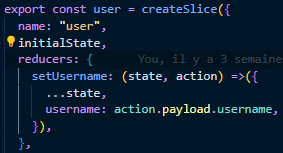 export const user = createSlice({
name: "user",
initialState,
reducers: { You, il y a 3 semaine
setUsername: (state, action) =>({
...state,
username: action.payload.username,
}),
},